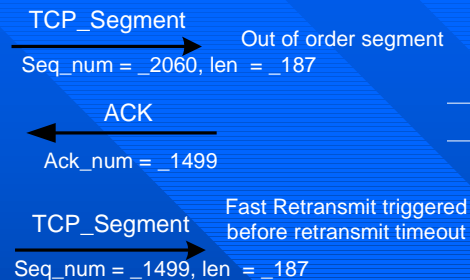 TCP_Segment
Out of order segment
Seq_num = _2060, len = _187
ACK
Ack_num = _1499
Fast Retransmit triggered
before retransmit timeout
TCP_Segment
Seq_num = _1499, len = _187